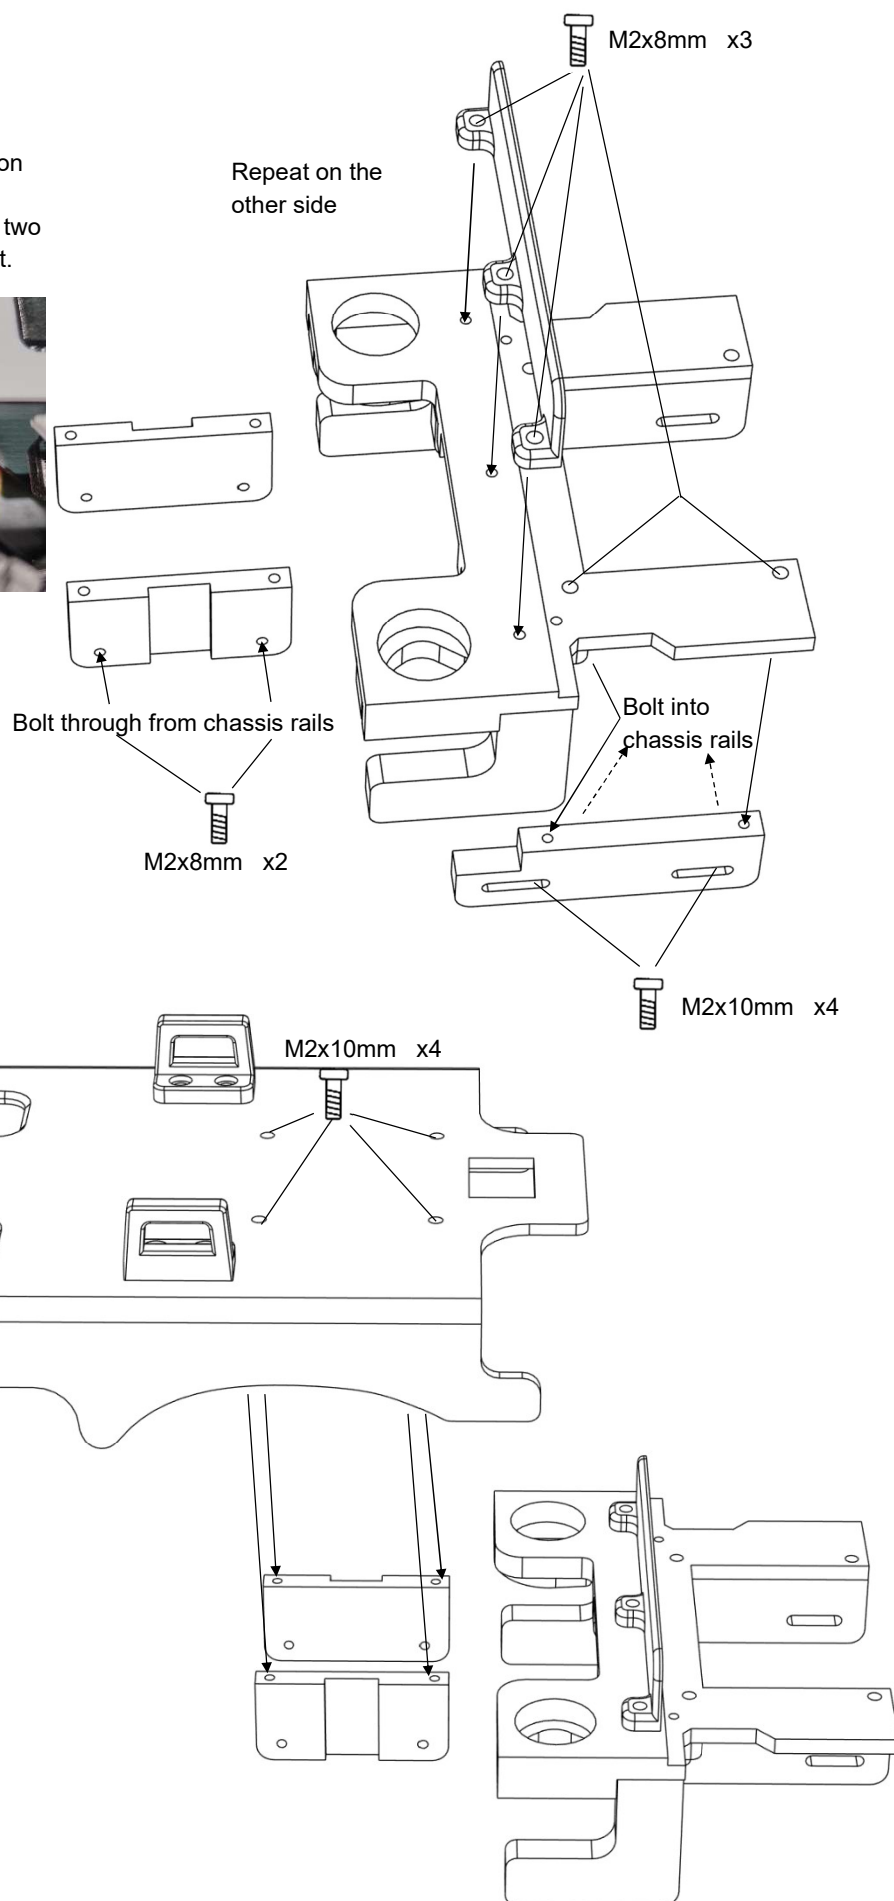 M2x8mm x3
on
two
t.
Repeat on the
other side
Bolt into
chassis rails
Bolt through from chassis rails
M2x8mm x2
M2x10mm x4
M2x10mm x4